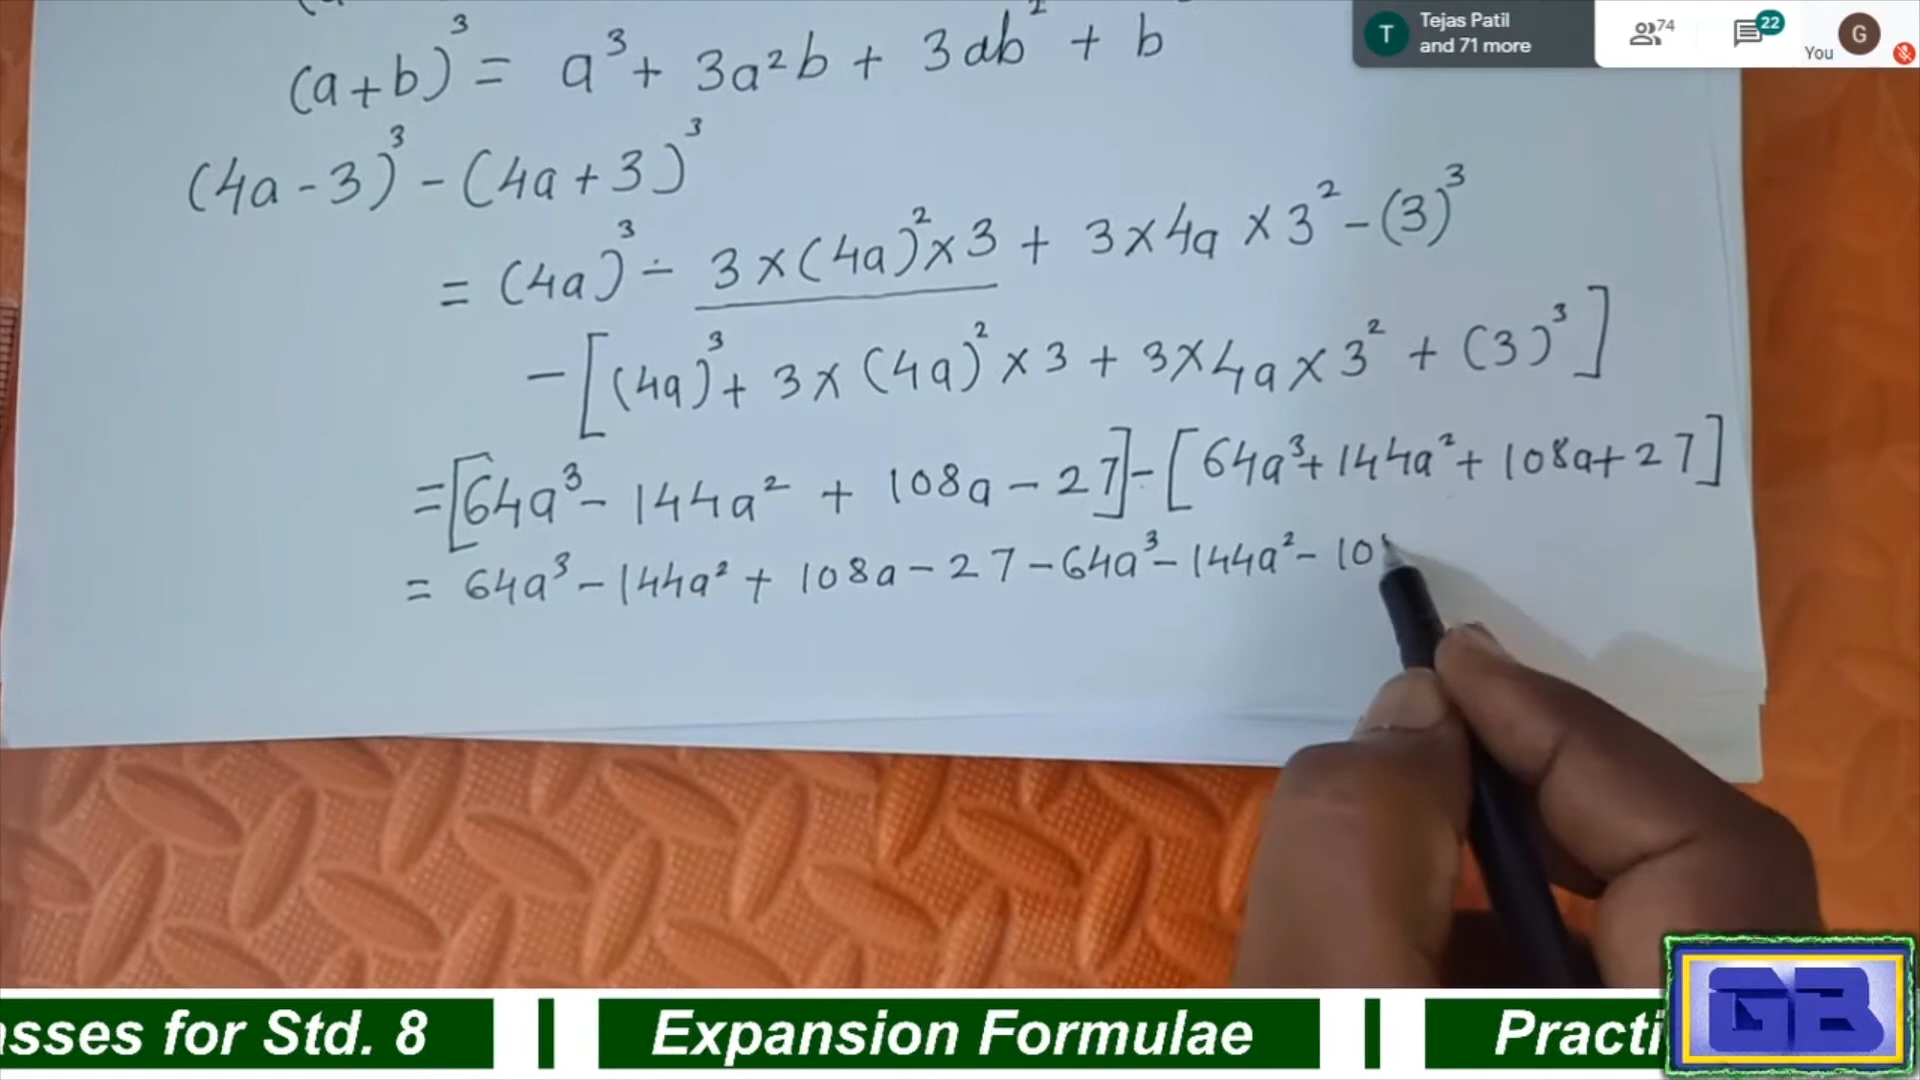 (a+b)³ = a³ + 3a²b + 3ab² + b
(4a - 3)³ - (4a + 3)³
= (4a)³ - 3×(4a)²×3 + 3×4a×3² - (3)³
- [(4a)³ + 3×(4a)²×3 + 3×4a×3² + (3)³]
= [64a³ - 144a² + 108a - 27] - [64a³ + 144a² + 108a + 27]
= 64a³ - 144a² + 108a - 27 - 64a³ - 144a² - 10
T
Tejas Patil
and 71 more
74
22
You
G
asses for Std. 8 | Expansion Formulae | Practi
GB